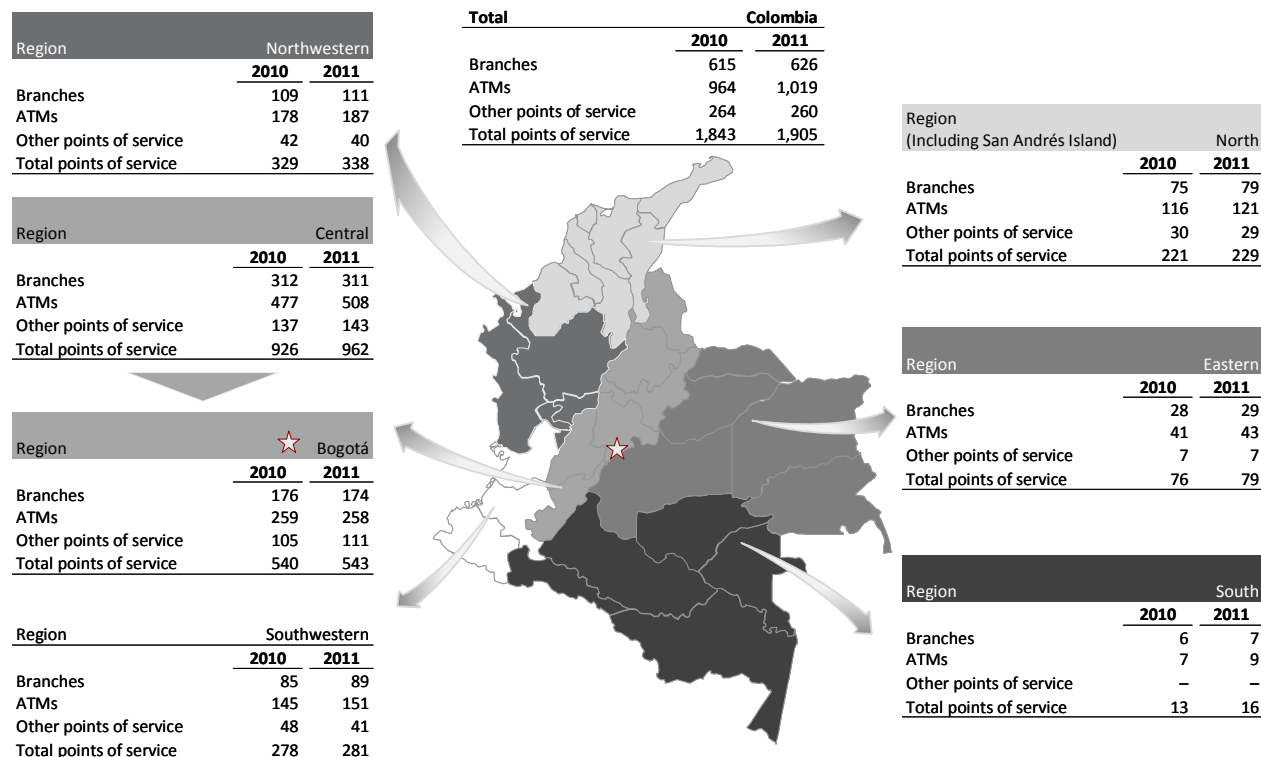 Region Northwestern
2010 2011
Branches 109 111
ATMs 178 187
Other points of service 42 40
Total points of service 329 338
Region Central
2010 2011
Branches 312 311
ATMs 477 508
Other points of service 137 143
Total points of service 926 962
Region Bogotá
2010 2011
Branches 176 174
ATMs 259 258
Other points of service 105 111
Total points of service 540 543
Region Southwestern
2010 2011
Branches 85 89
ATMs 145 151
Other points of service 48 41
Total points of service 278 281
Total Colombia
2010 2011
Branches 615 626
ATMs 964 1,019
Other points of service 264 260
Total points of service 1,843 1,905
Region
(Including San Andrés Island) North
2010 2011
Branches 75 79
ATMs 116 121
Other points of service 30 29
Total points of service 221 229
Region Eastern
2010 2011
Branches 28 29
ATMs 41 43
Other points of service 7 7
Total points of service 76 79
Region South
2010 2011
Branches 6 7
ATMs 7 9
Other points of service – –
Total points of service 13 16